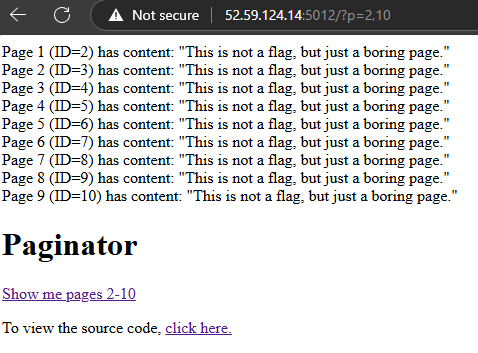 Not secure 52.59.124.14:5012/?p=2,10
Page 1 (ID=2) has content: "This is not a flag, but just a boring page."
Page 2 (ID=3) has content: "This is not a flag, but just a boring page."
Page 3 (ID=4) has content: "This is not a flag, but just a boring page."
Page 4 (ID=5) has content: "This is not a flag, but just a boring page."
Page 5 (ID=6) has content: "This is not a flag, but just a boring page."
Page 6 (ID=7) has content: "This is not a flag, but just a boring page."
Page 7 (ID=8) has content: "This is not a flag, but just a boring page."
Page 8 (ID=9) has content: "This is not a flag, but just a boring page."
Page 9 (ID=10) has content: "This is not a flag, but just a boring page."
Paginator
Show me pages 2-10
To view the source code, click here.